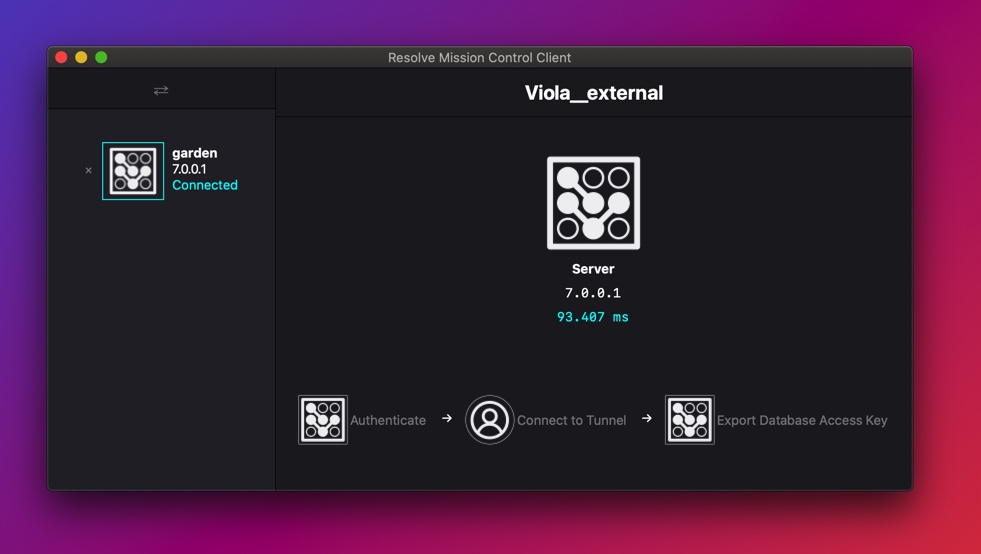 Resolve Mission Control Client
Viola__external
garden
7.0.0.1
Connected
Server
7.0.0.1
93.407 ms
Authenticate → Connect to Tunnel → Export Database Access Key